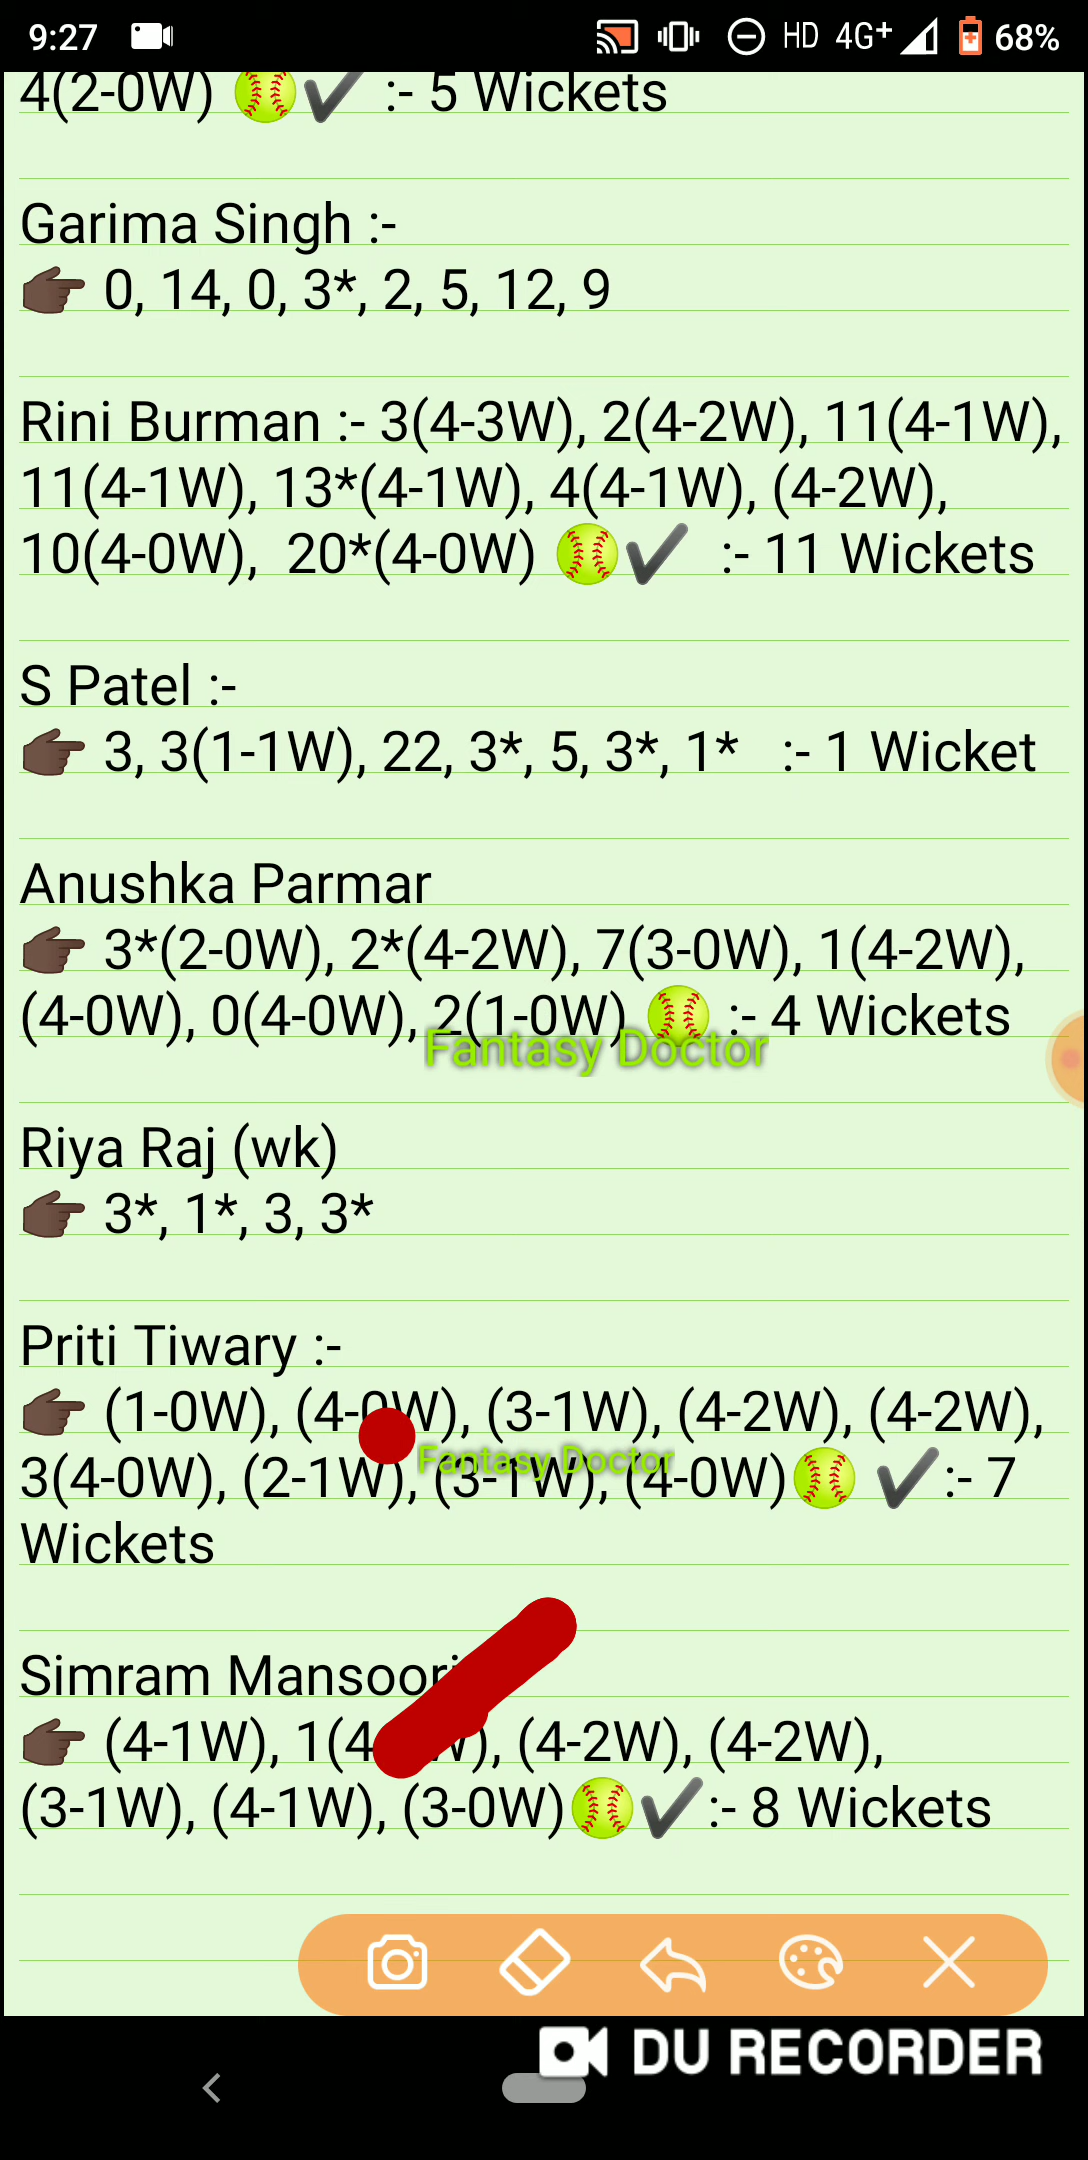 9:27 HD 4G+ 68%
4(2-0W) 🥎✔ :- 5 Wickets
Garima Singh :-
👉🏿 0, 14, 0, 3*, 2, 5, 12, 9
Rini Burman :- 3(4-3W), 2(4-2W), 11(4-1W),
11(4-1W), 13*(4-1W), 4(4-1W), (4-2W),
10(4-0W), 20*(4-0W) 🥎✔ :- 11 Wickets
S Patel :-
👉🏿 3, 3(1-1W), 22, 3*, 5, 3*, 1* :- 1 Wicket
Anushka Parmar
👉🏿 3*(2-0W), 2*(4-2W), 7(3-0W), 1(4-2W),
(4-0W), 0(4-0W), 2(1-0W) 🥎 :- 4 Wickets
Fantasy Doctor
Riya Raj (wk)
👉🏿 3*, 1*, 3, 3*
Priti Tiwary :-
👉🏿 (1-0W), (4-0W), (3-1W), (4-2W), (4-2W),
3(4-0W), (2-1W), (3-1W), (4-0W)🥎 ✔:- 7
Fantasy Doctor
Wickets
Simram Mansoori
👉🏿 (4-1W), (4-2W), (4-2W),
(3-1W), (4-1W), (3-0W)🥎✔:- 8 Wickets
DU RECORDER